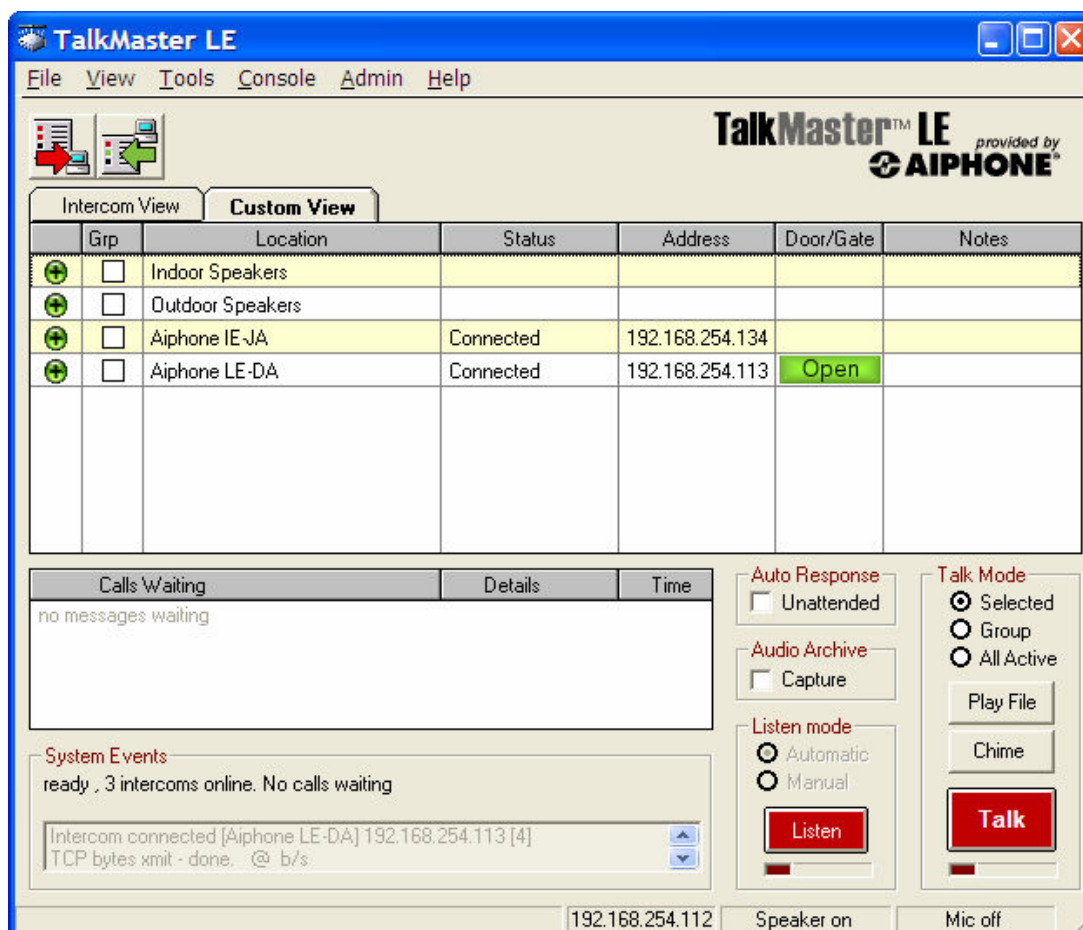 TalkMaster LE
File View Tools Console Admin Help
TalkMaster™ LE provided by
AIPHONE®
Intercom View Custom View
Grp Location Status Address Door/Gate Notes
Indoor Speakers
Outdoor Speakers
Aiphone IE-JA Connected 192.168.254.134
Aiphone LE-DA Connected 192.168.254.113 Open
Calls Waiting Details Time
no messages waiting
Auto Response
Unattended
Audio Archive
Capture
Listen mode
Automatic
Manual
Listen
Talk Mode
Selected
Group
All Active
Play File
Chime
Talk
System Events
ready , 3 intercoms online. No calls waiting
Intercom connected [Aiphone LE-DA] 192.168.254.113 [4]
TCP bytes xmit - done. @ b/s
192.168.254.112 Speaker on Mic off